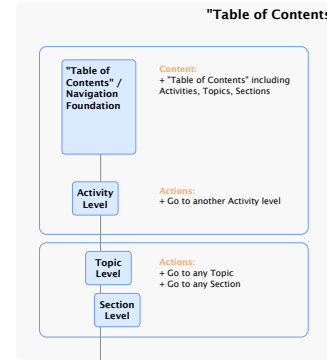 "Table of Contents
"Table of
Contents" /
Navigation
Foundation
Content:
+ "Table of Contents" including
Activities, Topics, Sections
Activity
Level
Actions:
+ Go to another Activity level
Topic
Level
Actions:
+ Go to any Topic
+ Go to any Section
Section
Level